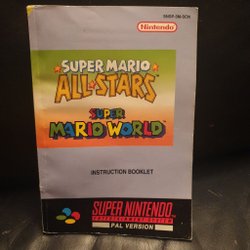 SNSP-5M-SCN
Nintendo
SUPER MARIO
ALL★STARS
SUPER
MARIO WORLD
INSTRUCTION BOOKLET
SUPER NINTENDO
ENTERTAINMENT SYSTEM
PAL VERSION